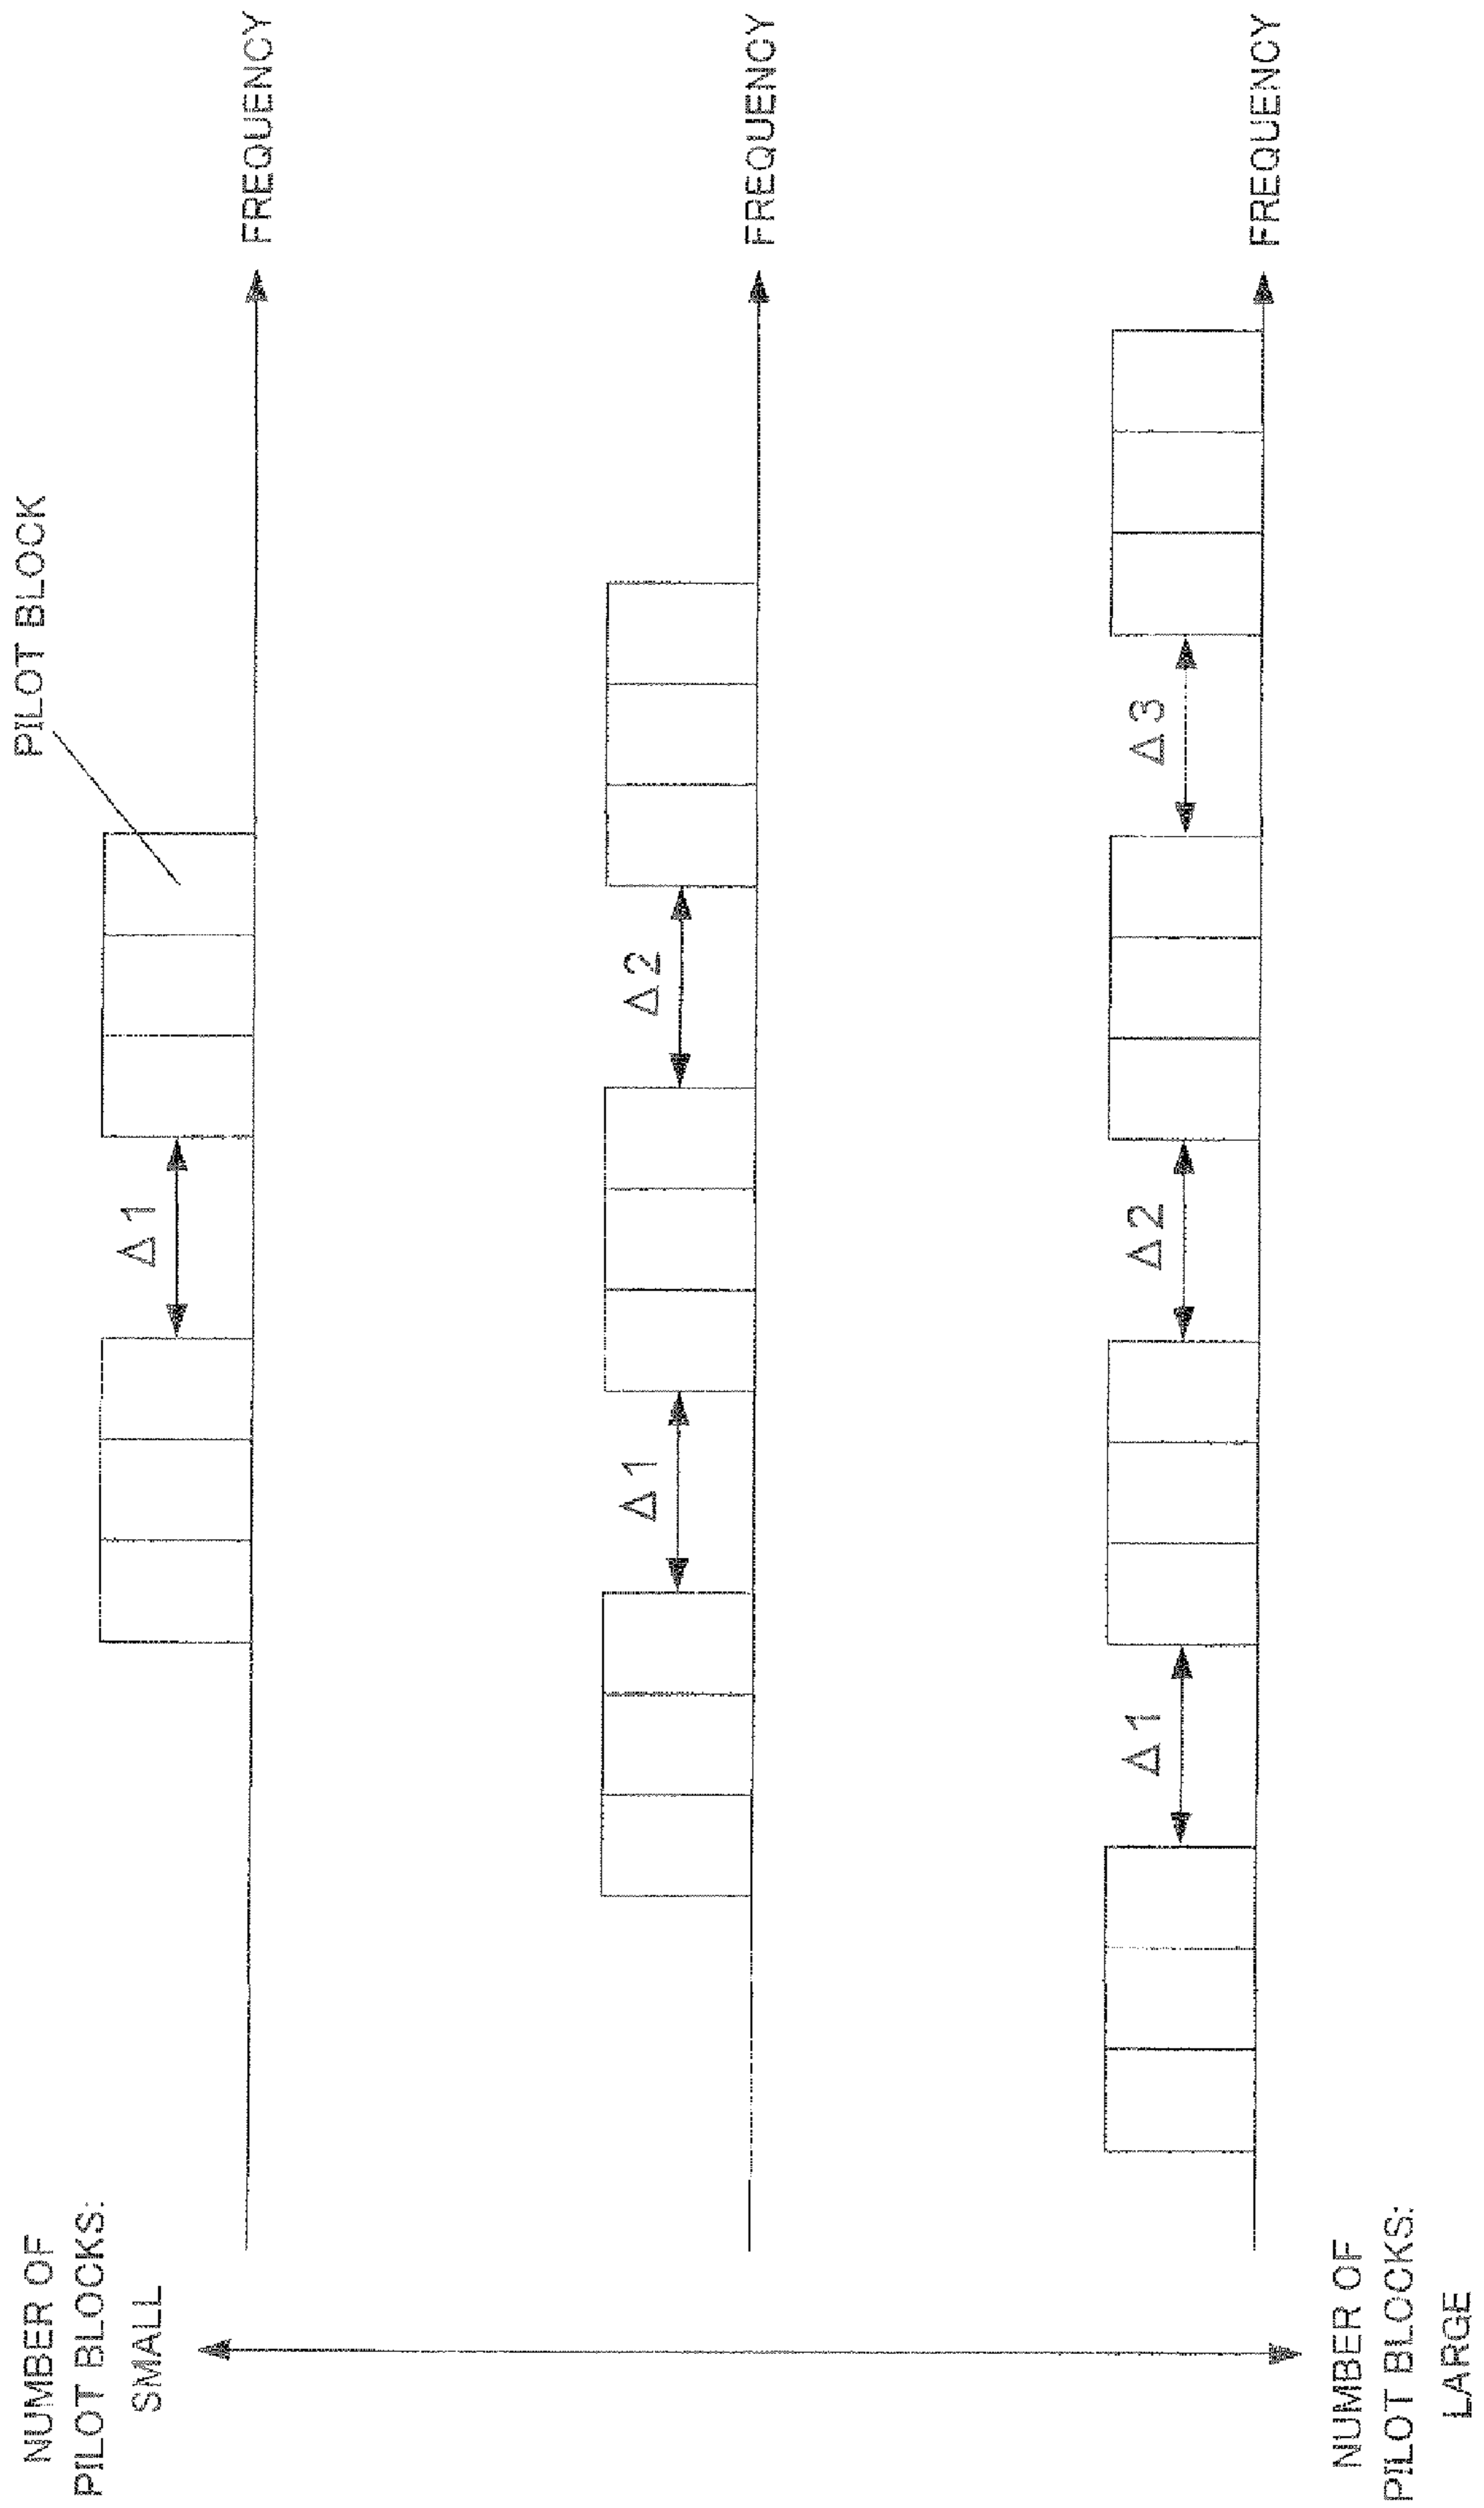 NUMBER OF
PILOT BLOCKS:
SMALL
PILOT BLOCK
Δ1
FREQUENCY
Δ1
Δ2
FREQUENCY
Δ1
Δ2
Δ3
FREQUENCY
NUMBER OF
PILOT BLOCKS:
LARGE